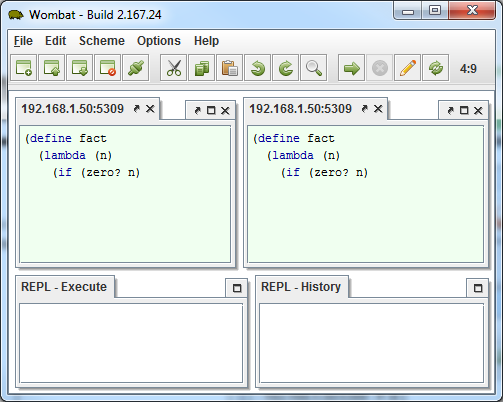 Wombat - Build 2.167.24
File Edit Scheme Options Help
4:9
192.168.1.50:5309
(define fact
  (lambda (n)
    (if (zero? n)
192.168.1.50:5309
(define fact
  (lambda (n)
    (if (zero? n)
REPL - Execute
REPL - History